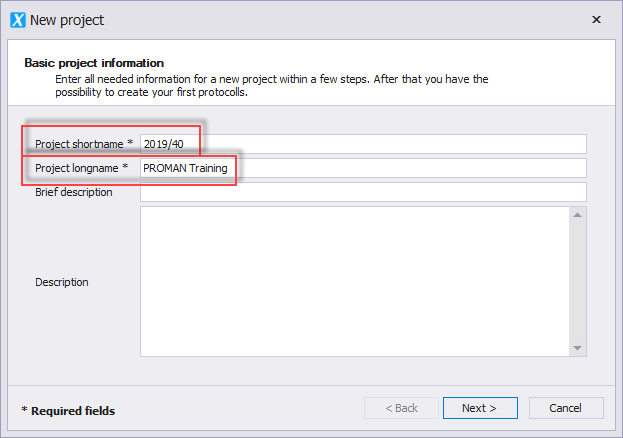 New project
Basic project information
Enter all needed information for a new project within a few steps. After that you have the
possibility to create your first protocolls.
Project shortname * 2019/40
Project longname * PROMAN Training
Brief description
Description
* Required fields
< Back Next > Cancel